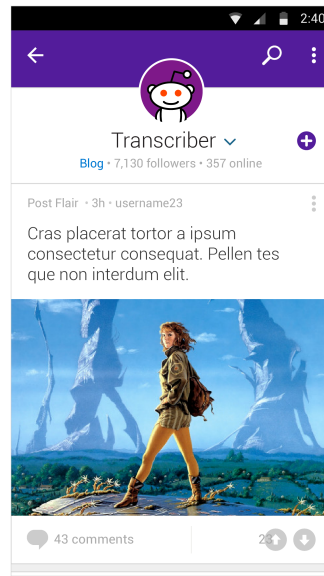 2:40
Transcriber
Blog • 7,130 followers • 357 online
Post Flair • 3h • username23
Cras placerat tortor a ipsum
consectetur consequat. Pellen tes
que non interdum elit.
43 comments